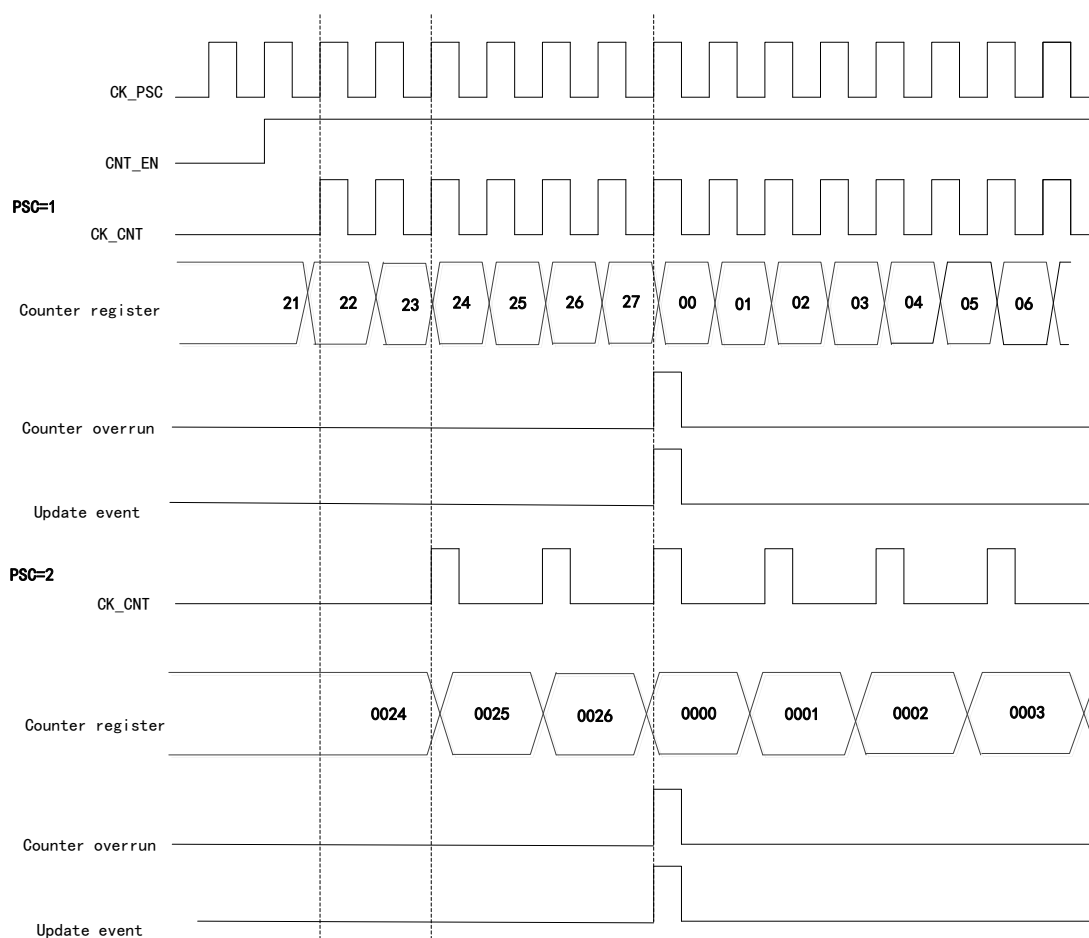 CK_PSC
CNT_EN
PSC=1
CK_CNT
Counter register 21 22 23 24 25 26 27 00 01 02 03 04 05 06
Counter overrun
Update event
PSC=2
CK_CNT
Counter register 0024 0025 0026 0000 0001 0002 0003
Counter overrun
Update event